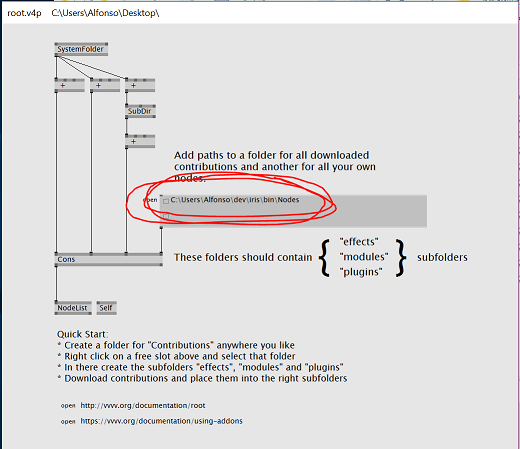 root.v4p C:\Users\Alfonso\Desktop\
SystemFolder
+ + +
SubDir
+
Add paths to a folder for all downloaded
contributions and another for all your own
nodes.
open C:\Users\Alfonso\dev\iris\bin\Nodes
"effects"
Cons These folders should contain { "modules" } subfolders
"plugins"
NodeList Self
Quick Start:
* Create a folder for "Contributions" anywhere you like
* Right click on a free slot above and select that folder
* In there create the subfolders "effects", "modules" and "plugins"
* Download contributions and place them into the right subfolders
open http://vvvv.org/documentation/root
open https://vvvv.org/documentation/using-addons